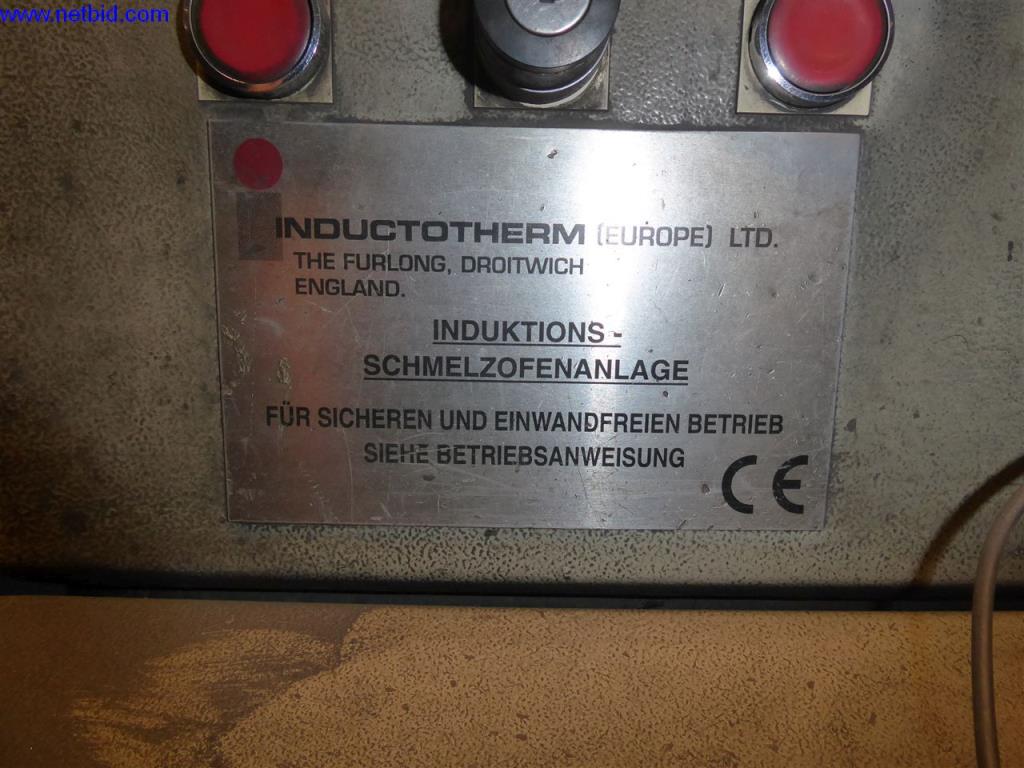 www.netbid.com
INDUCTOTHERM (EUROPE) LTD.
THE FURLONG, DROITWICH
ENGLAND.
INDUKTIONS -
SCHMELZOFENANLAGE
FÜR SICHEREN UND EINWANDFREIEN BETRIEB
SIEHE BETRIEBSANWEISUNG
CE